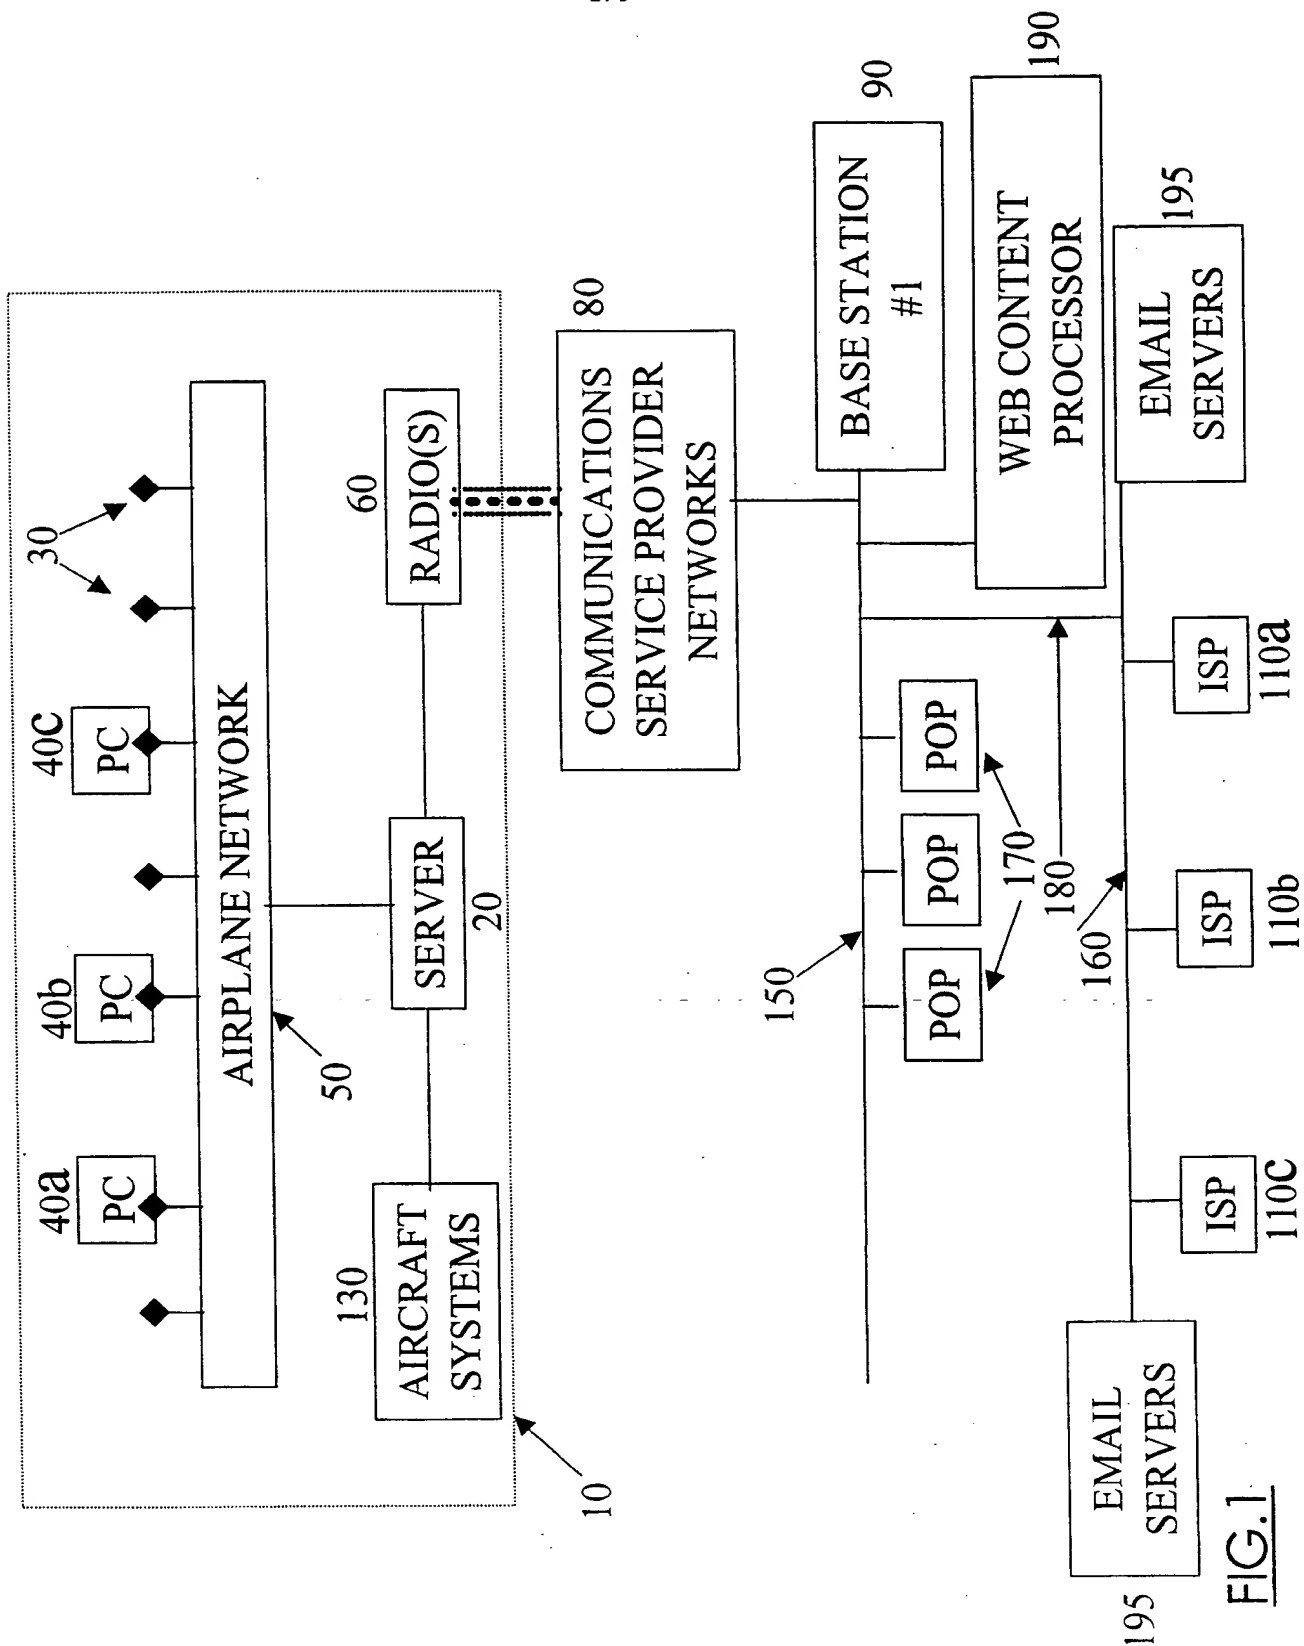 40a
40b
40c
30
PC
PC
PC
AIRPLANE NETWORK
50
130
60
AIRCRAFT
SYSTEMS
SERVER
RADIO(S)
20
10
80
COMMUNICATIONS
SERVICE PROVIDER
NETWORKS
150
BASE STATION
#1
90
POP
POP
POP
170
180
WEB CONTENT
PROCESSOR
190
160
EMAIL
SERVERS
195
EMAIL
SERVERS
195
ISP
ISP
ISP
110c
110b
110a
FIG.1